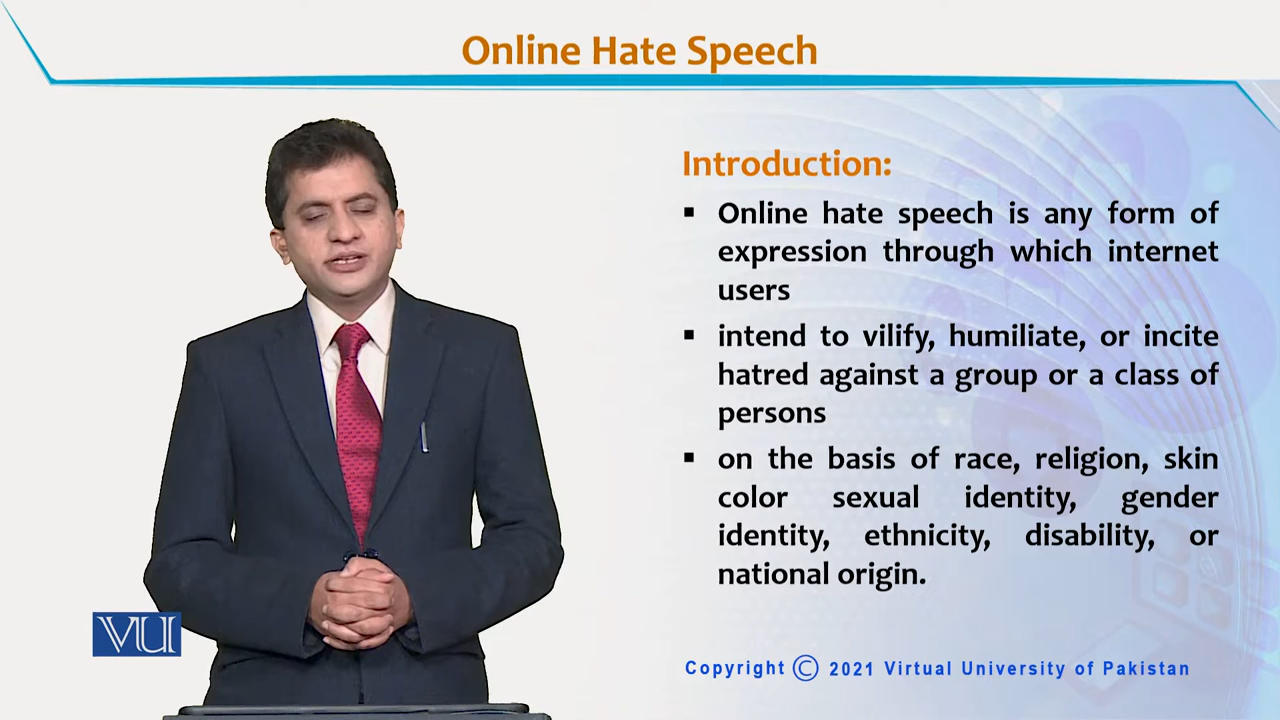 Online Hate Speech
Introduction:
▪ Online hate speech is any form of
expression through which internet
users
▪ intend to vilify, humiliate, or incite
hatred against a group or a class of
persons
▪ on the basis of race, religion, skin
color sexual identity, gender
identity, ethnicity, disability, or
national origin.
VU
Copyright © 2021 Virtual University of Pakistan